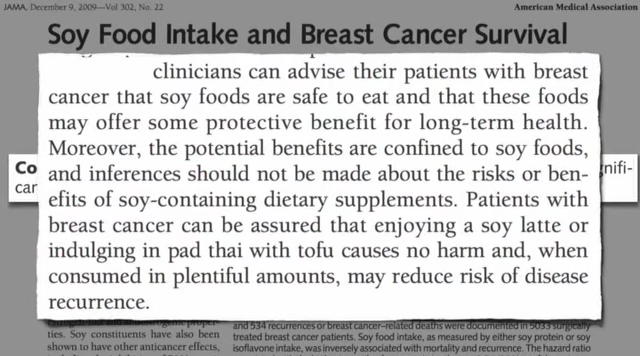 JAMA, December 9, 2009—Vol 302, No. 22
American Medical Association
Soy Food Intake and Breast Cancer Survival
clinicians can advise their patients with breast
cancer that soy foods are safe to eat and that these foods
may offer some protective benefit for long-term health.
Moreover, the potential benefits are confined to soy foods,
and inferences should not be made about the risks or ben-
efits of soy-containing dietary supplements. Patients with
breast cancer can be assured that enjoying a soy latte or
indulging in pad thai with tofu causes no harm and, when
consumed in plentiful amounts, may reduce risk of disease
recurrence.
Co
nifi-
can
ties. Soy constituents have also been
shown to have other anticancer effects,
and 534 recurrences or breast cancer–related deaths were documented in 5033 surgically
treated breast cancer patients. Soy food intake, as measured by either soy protein or soy
isoflavone intake, was inversely associated with mortality and recurrence. The hazard ratio